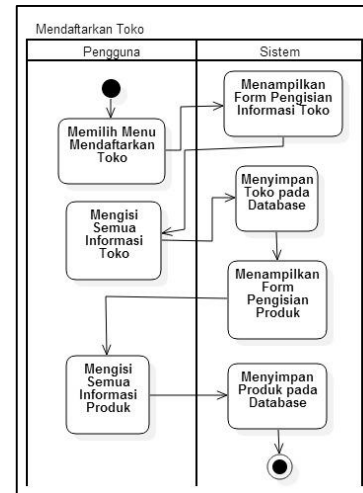 Mendaftarkan Toko
Pengguna
Sistem
Memilih Menu
Mendaftarkan
Toko
Menampilkan
Form Pengisian
Informasi Toko
Mengisi
Semua
Informasi
Toko
Menyimpan
Toko pada
Database
Menampilkan
Form
Pengisian
Produk
Mengisi
Semua
Informasi
Produk
Menyimpan
Produk pada
Database